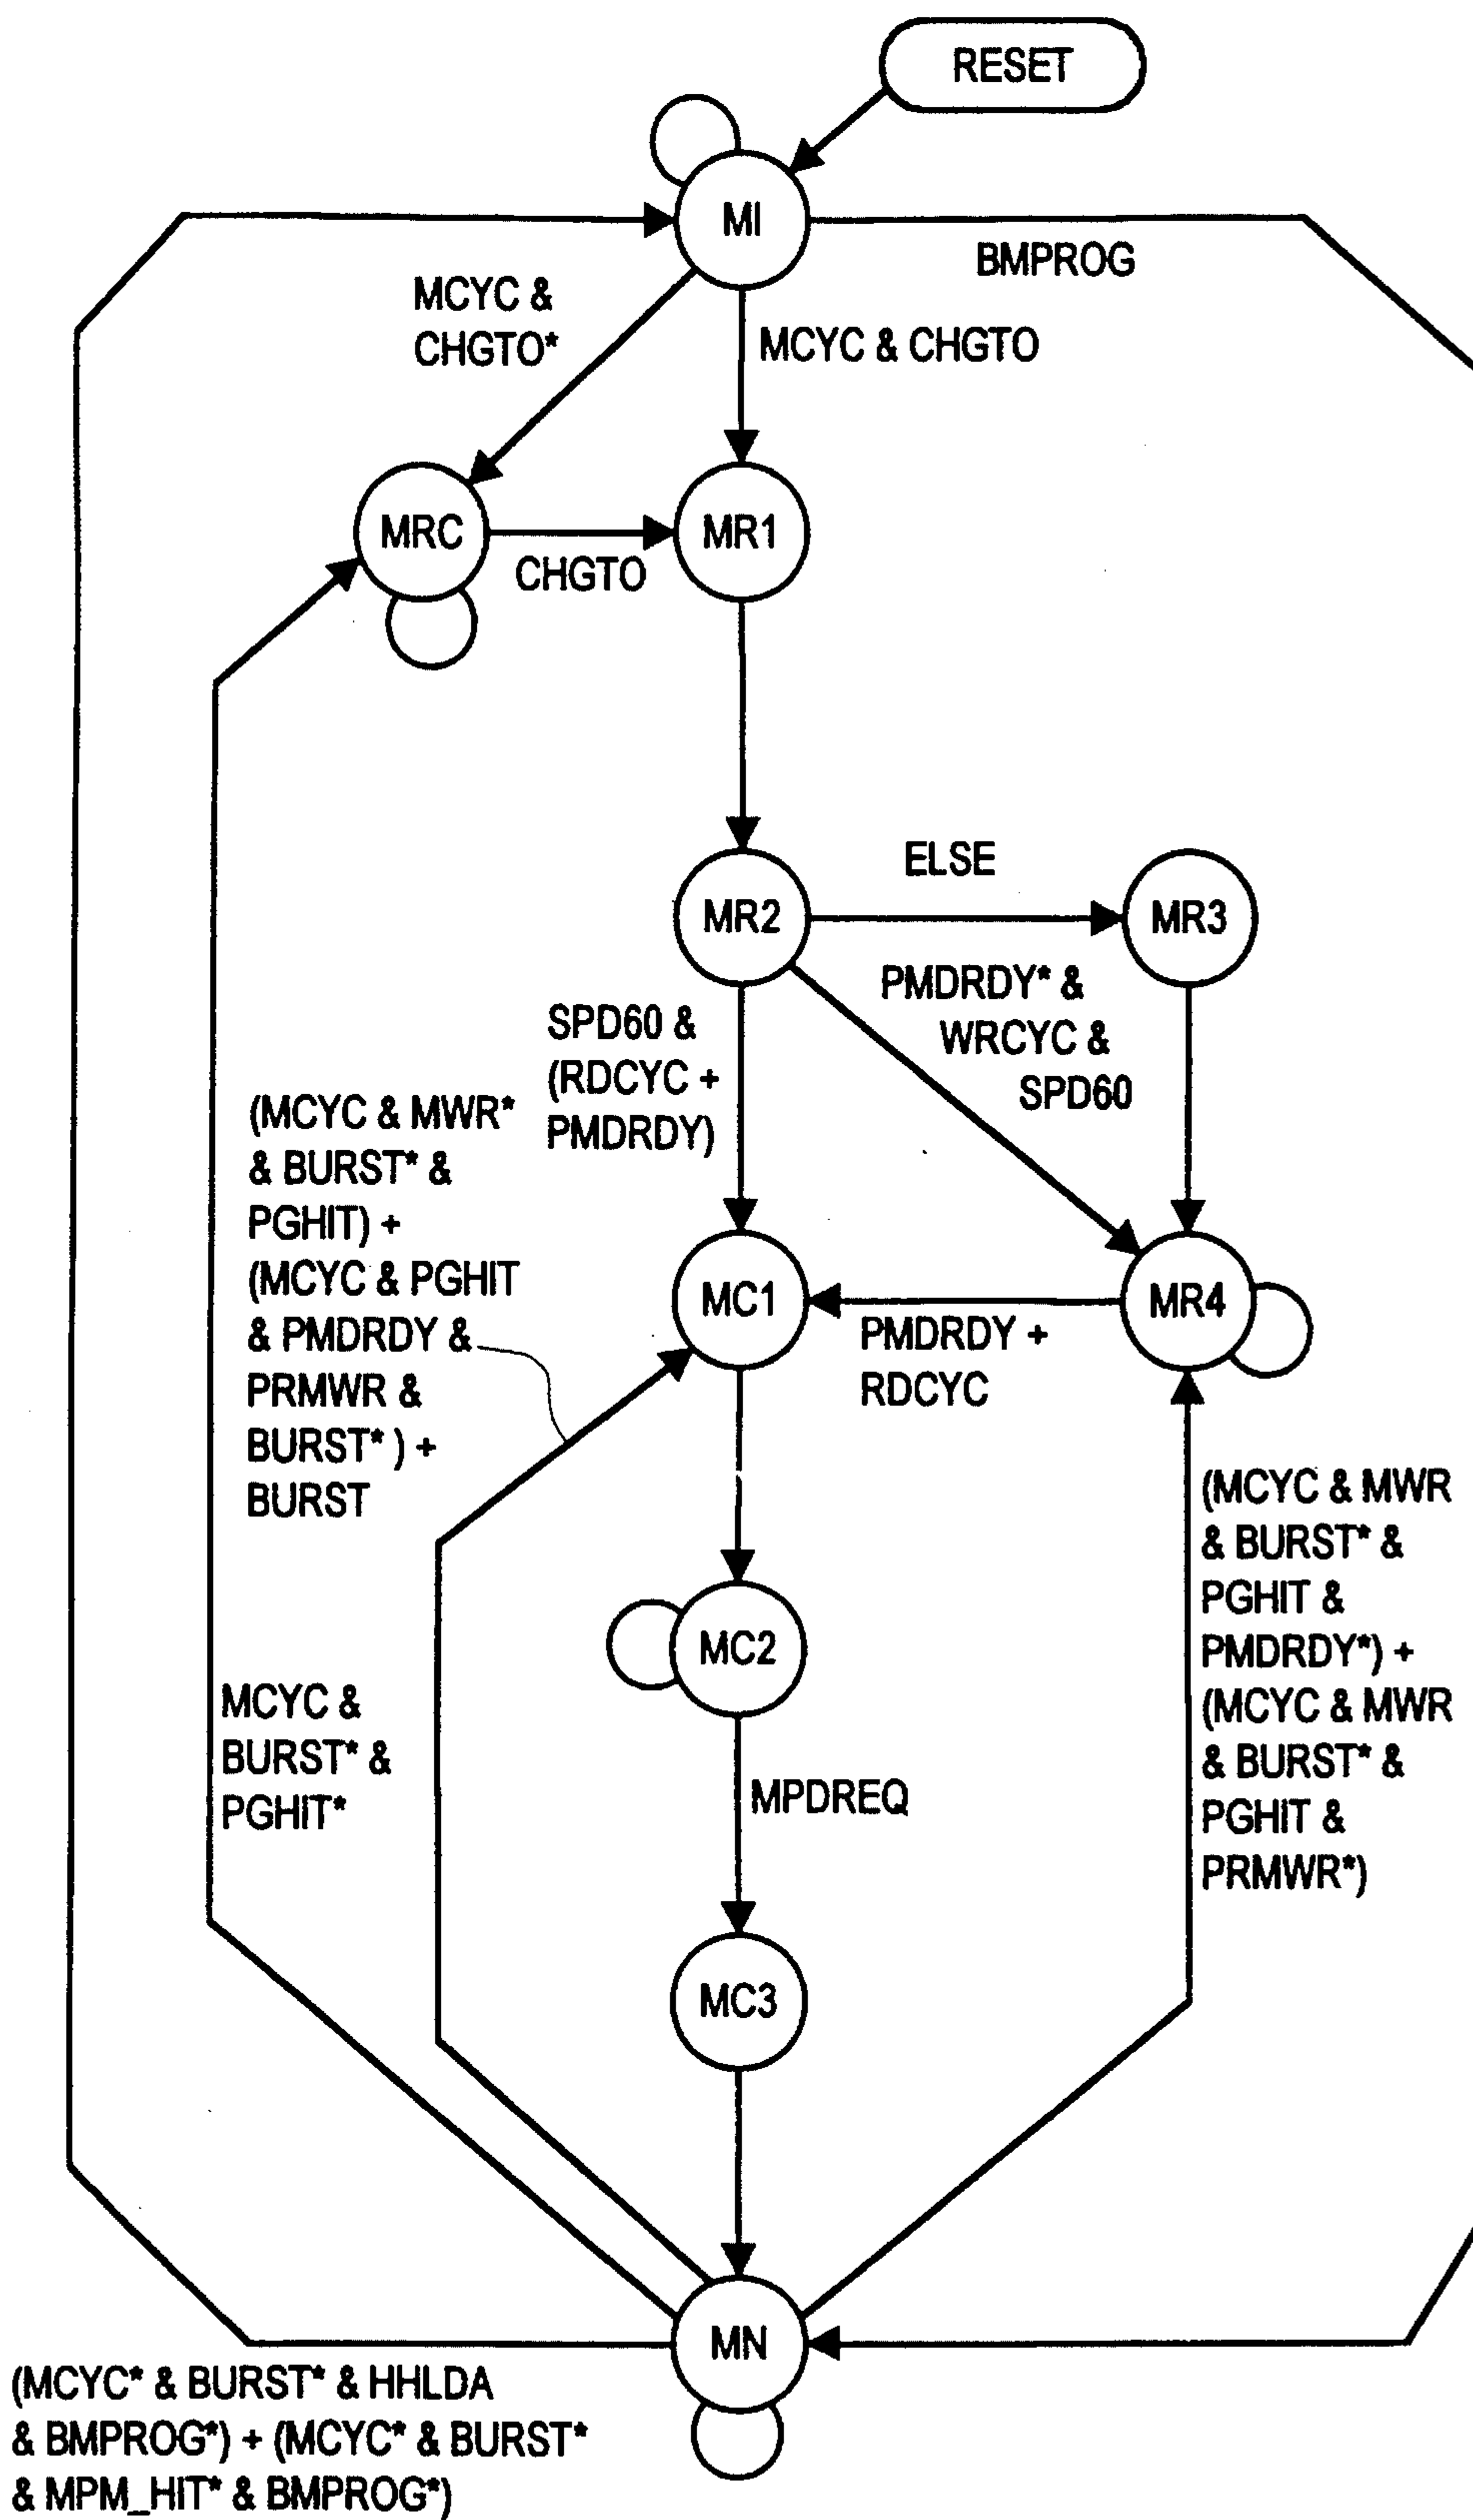 RESET
MI
BMPROG
MCYC &
CHGTO*
MCYC & CHGTO
MRC
MR1
CHGTO
ELSE
MR2
MR3
PMDRDY* &
WRCYC &
SPD60
SPD60 &
(RDCYC +
PMDRDY)
(MCYC & MWR*
& BURST* &
PGHIT) +
(MCYC & PGHIT
& PMDRDY &
PRMWR &
BURST* ) +
BURST
MC1
MR4
PMDRDY +
RDCYC
(MCYC & MWR
& BURST* &
PGHIT &
PMDRDY*) +
(MCYC & MWR
& BURST* &
PGHIT &
PRMWR*)
MC2
MCYC &
BURST* &
PGHIT*
MPDREQ
MC3
MN
(MCYC* & BURST* & HHLDA
& BMPROG*) + (MCYC* & BURST*
& MPM_HIT* & BMPROG*)